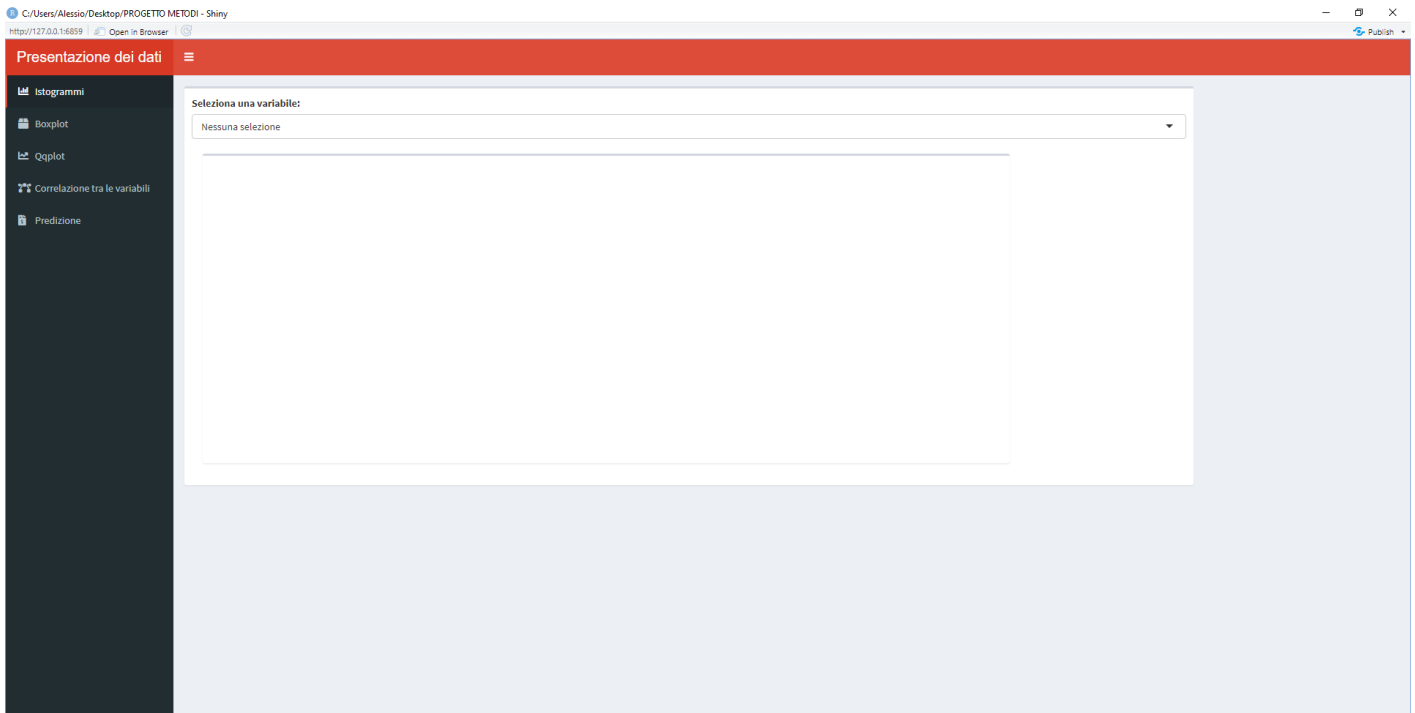 C:/Users/Alessio/Desktop/PROGETTO METODI - Shiny
http://127.0.0.1:6859 Open in Browser Publish
Presentazione dei dati
Istogrammi
Boxplot
Qqplot
Correlazione tra le variabili
Predizione
Seleziona una variabile:
Nessuna selezione